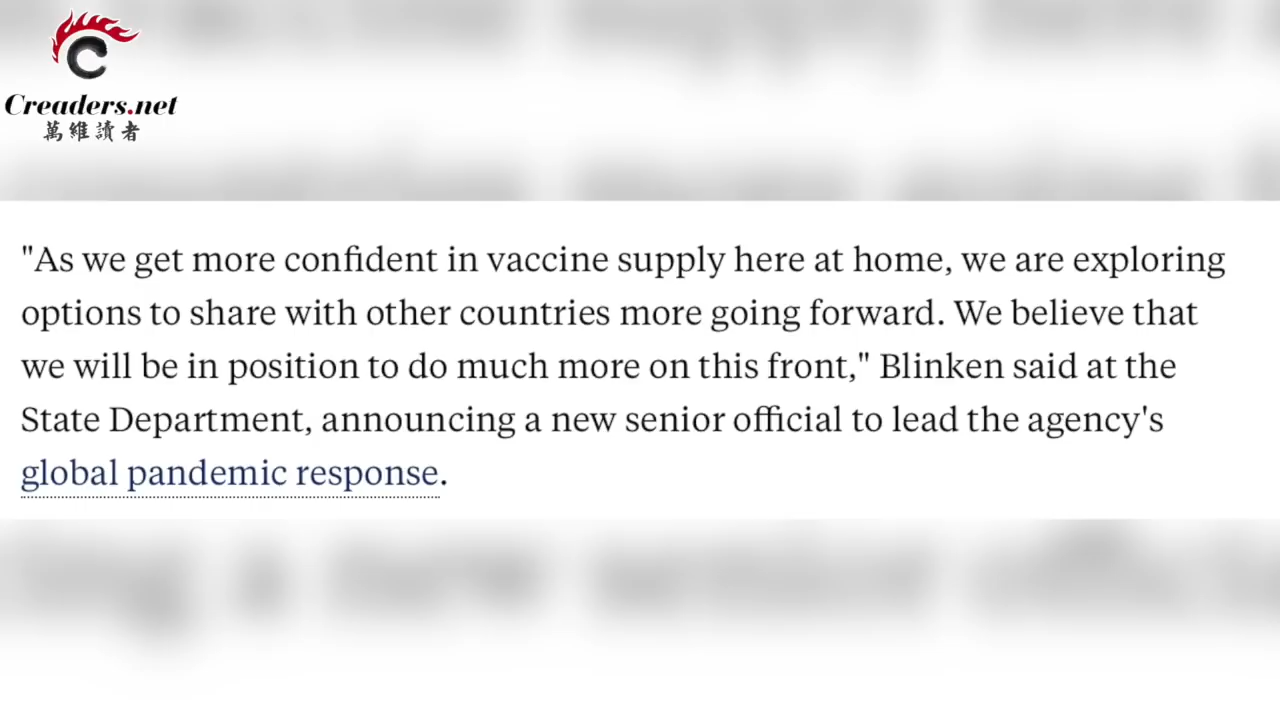 Creaders.net
萬維讀者
"As we get more confident in vaccine supply here at home, we are exploring
options to share with other countries more going forward. We believe that
we will be in position to do much more on this front," Blinken said at the
State Department, announcing a new senior official to lead the agency's
global pandemic response.